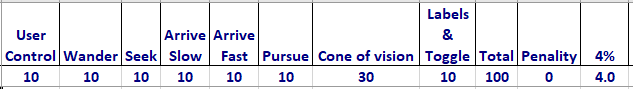 User Control	Wander	Seek	Arrive Slow	Arrive Fast	Pursue	Cone of vision	Labels & Toggle	Total	Penality	4%
10	10	10	10	10	10	30	10	100	0	4.0